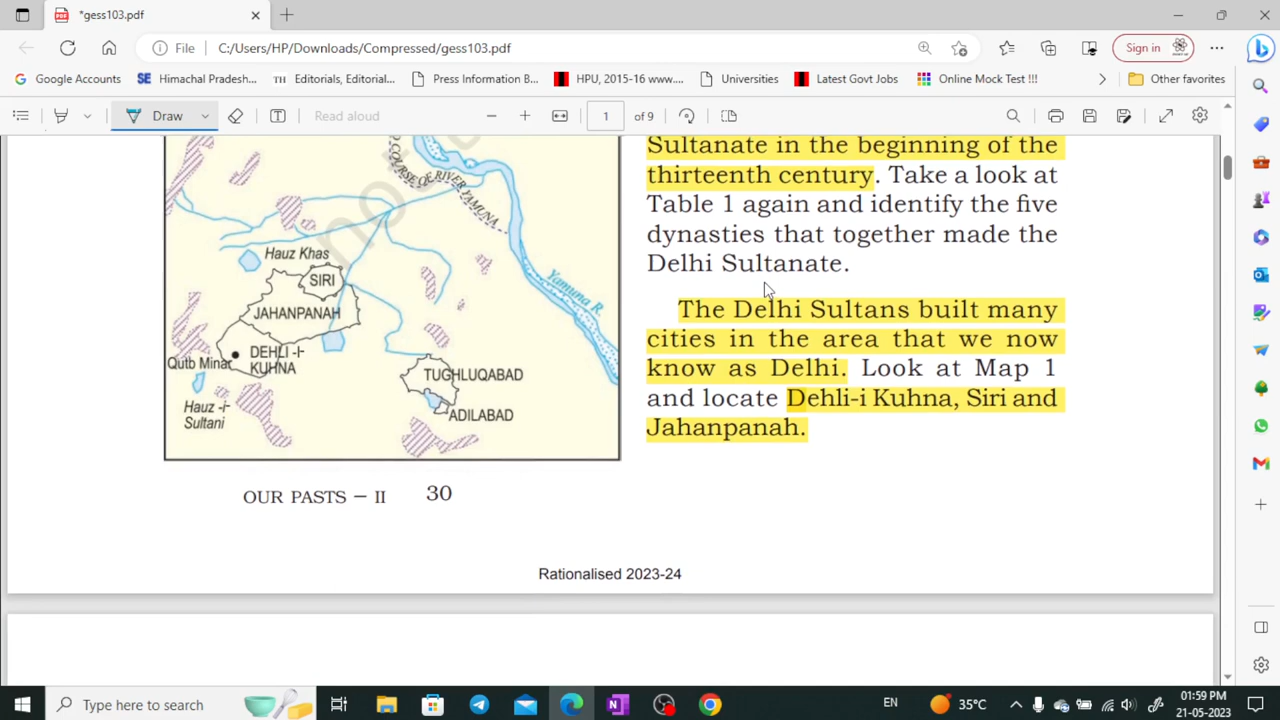 *gess103.pdf
File C:/Users/HP/Downloads/Compressed/gess103.pdf Sign in
Google Accounts SE Himachal Pradesh... TH Editorials, Editorial... Press Information B... HPU, 2015-16 www.... Universities Latest Govt Jobs Online Mock Test !!! Other favorites
Draw Read aloud 1 of 9
COURSE OF RIVER YAMUNA
Yamuna R.
Hauz Khas
SIRI
JAHANPANAH
Qutb Minar
DEHLI -I-
KUHNA
TUGHLUQABAD
Hauz -i-
Sultani
ADILABAD
Sultanate in the beginning of the
thirteenth century. Take a look at
Table 1 again and identify the five
dynasties that together made the
Delhi Sultanate.
The Delhi Sultans built many
cities in the area that we now
know as Delhi. Look at Map 1
and locate Dehli-i Kuhna, Siri and
Jahanpanah.
OUR PASTS – II 30
Rationalised 2023-24
Type here to search EN 35°C 01:59 PM
21-05-2023